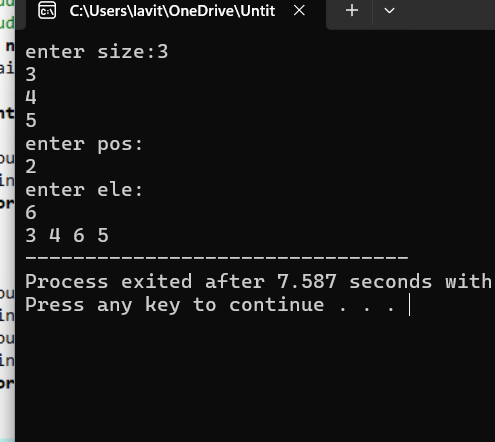 C:\Users\lavit\OneDrive\Untit
enter size:3
3
4
5
enter pos:
2
enter ele:
6
3 4 6 5
--------------------------------
Process exited after 7.587 seconds with
Press any key to continue . . .